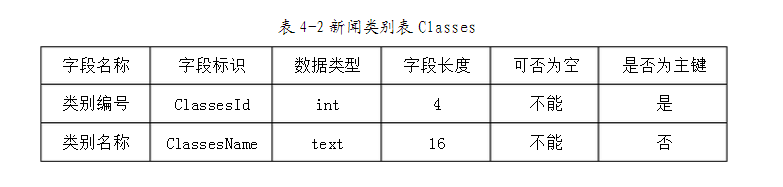 表 4-2 新闻类别表 Classes
字段名称 字段标识 数据类型 字段长度 可否为空 是否为主键
类别编号 ClassesId int 4 不能 是
类别名称 ClassesName text 16 不能 否